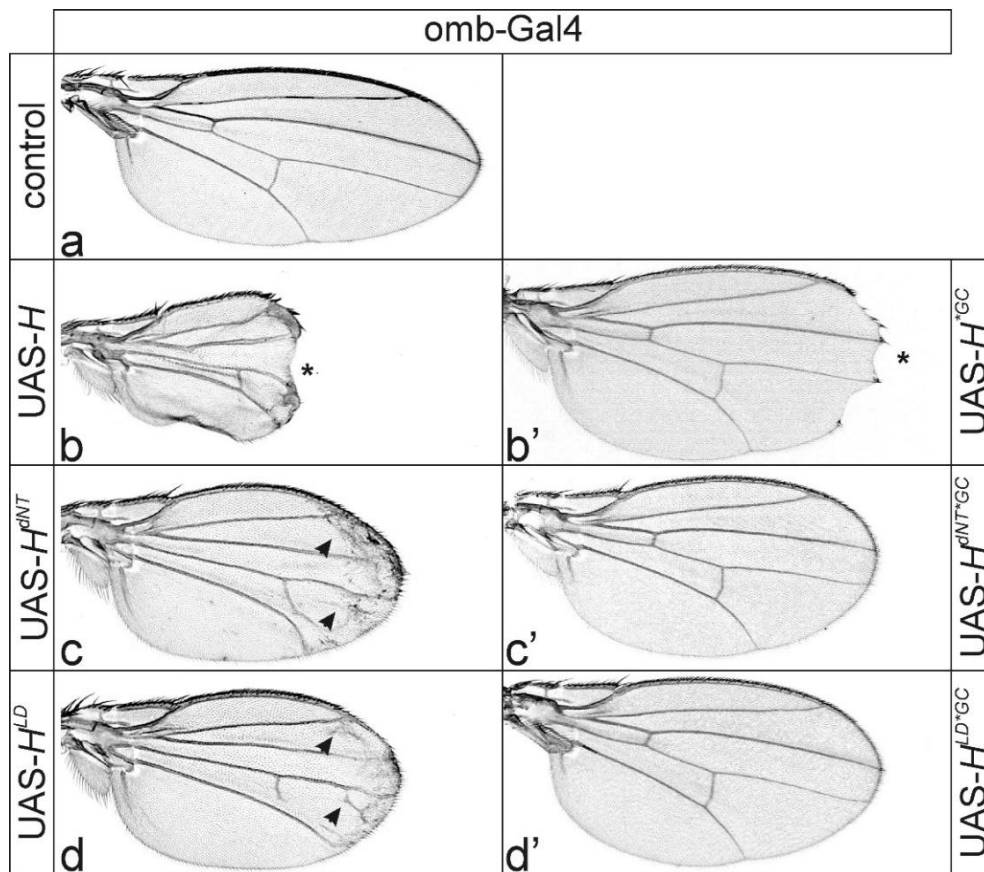 omb-Gal4
control
a
UAS-H
b
*
b'
*
UAS-H*GC
UAS-HdNT
c
c'
UAS-HdNT*GC
UAS-HLD
d
d'
UAS-HLD*GC